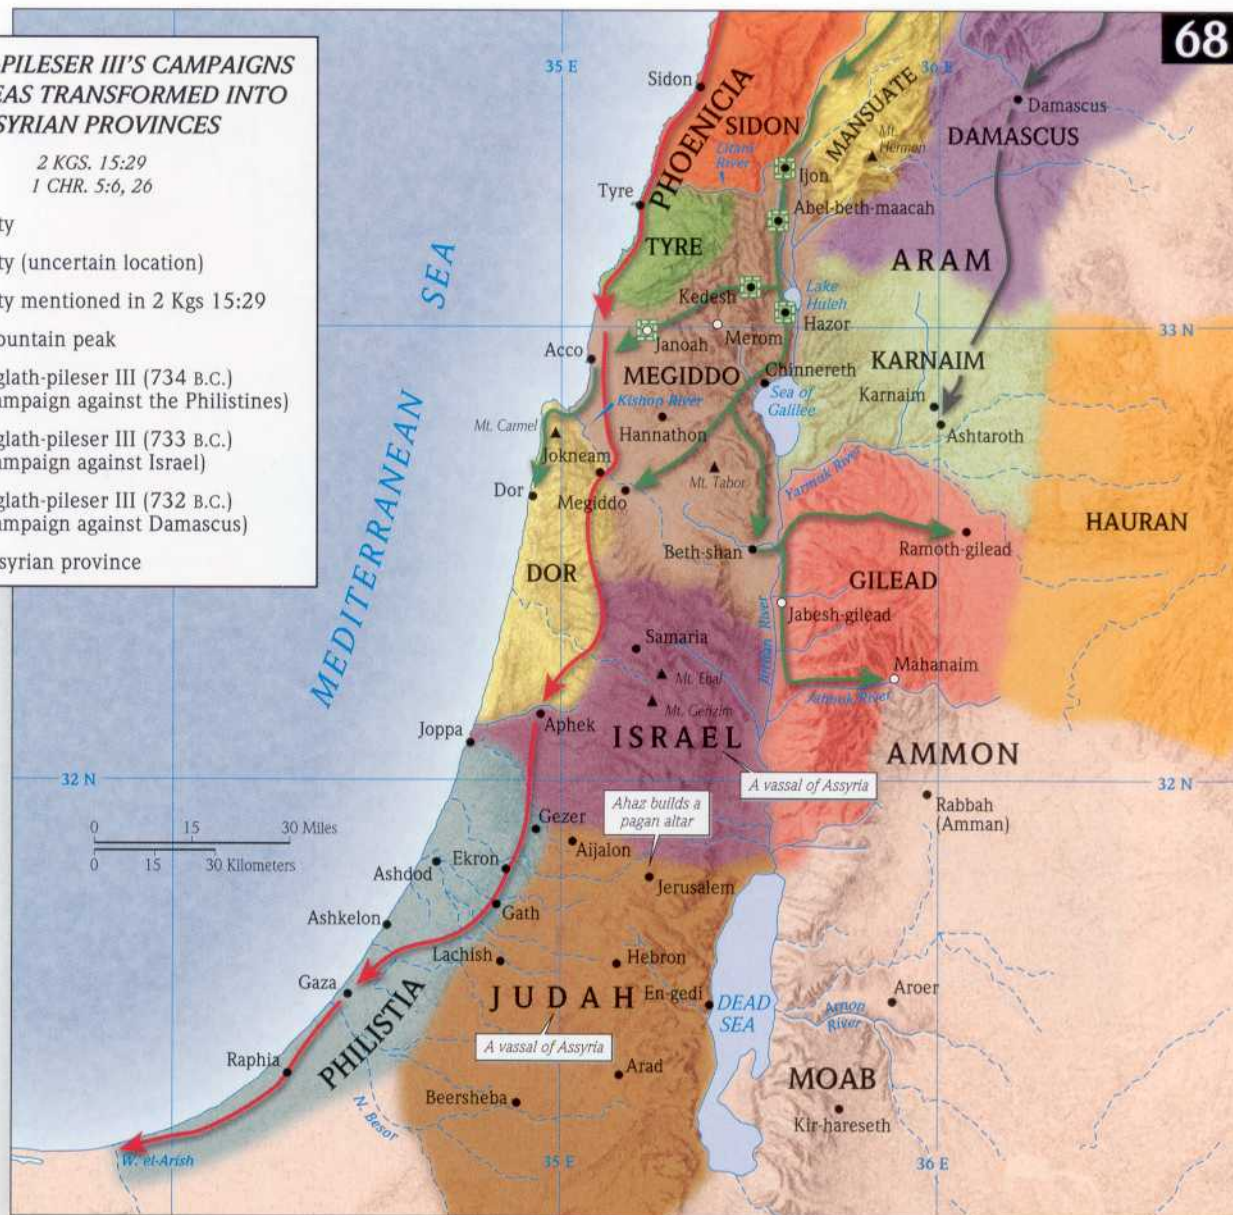 68
-PILESER III'S CAMPAIGNS
EAS TRANSFORMED INTO
SYRIAN PROVINCES
2 KGS. 15:29
1 CHR. 5:6, 26
ty
ty (uncertain location)
ty mentioned in 2 Kgs 15:29
ountain peak
glath-pileser III (734 B.C.)
ampaign against the Philistines)
glath-pileser III (733 B.C.)
ampaign against Israel)
glath-pileser III (732 B.C.)
ampaign against Damascus)
ssyrian province
35 E
36 E
Sidon
PHOENICIA
SIDON
Litani
River
MANSUATE
Mt.
Hermon
Damascus
DAMASCUS
Ijon
Tyre
Abel-beth-maacah
TYRE
ARAM
MEDITERRANEAN SEA
Kedesh
Lake
Huleh
Hazor
33 N
Janoah
Merom
Acco
MEGIDDO
Chinnereth
KARNAIM
Kishon River
Sea of
Galilee
Karnaim
Mt. Carmel
Hannathon
Ashtaroth
Jokneam
Mt. Tabor
Yarmuk River
Dor
Megiddo
HAURAN
Beth-shan
Ramoth-gilead
DOR
GILEAD
Jordan River
Jabesh-gilead
Samaria
Mt. Ebal
Mahanaim
Mt. Gerizim
Jabbok River
Joppa
Aphek
ISRAEL
AMMON
32 N
A vassal of Assyria
32 N
Ahaz builds a
pagan altar
Rabbah
(Amman)
0 15 30 Miles
0 15 30 Kilometers
Gezer
Aijalon
Ekron
Ashdod
Jerusalem
Gath
Ashkelon
Lachish
Hebron
Gaza
JUDAH
En-gedi
DEAD
SEA
Aroer
Arnon
River
PHILISTIA
A vassal of Assyria
Raphia
Arad
MOAB
Beersheba
Kir-hareseth
N. Besor
W. el-Arish
35 E
36 E